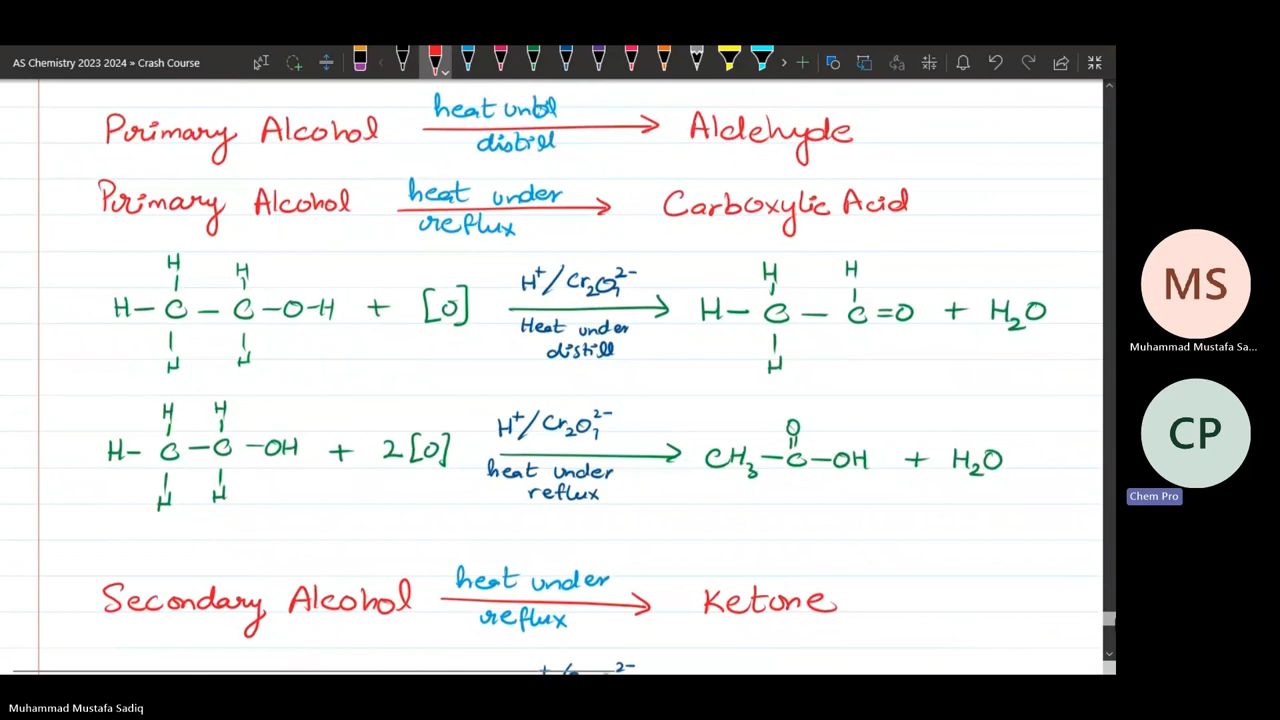 AS Chemistry 2023 2024 » Crash Course
Primary Alcohol heat until distill Aldehyde
Primary Alcohol heat under reflux Carboxylic Acid
H H
H-C-C-O-H + [O] H⁺/Cr₂O₇²⁻ Heat under distill H-C-C=O + H₂O
H H
H H H
H H
H-C-C-OH + 2[O] H⁺/Cr₂O₇²⁻ heat under reflux CH₃-C-OH + H₂O
O
H H
Secondary Alcohol heat under reflux Ketone
2-
MS
Muhammad Mustafa Sa...
CP
Chem Pro
Muhammad Mustafa Sadiq